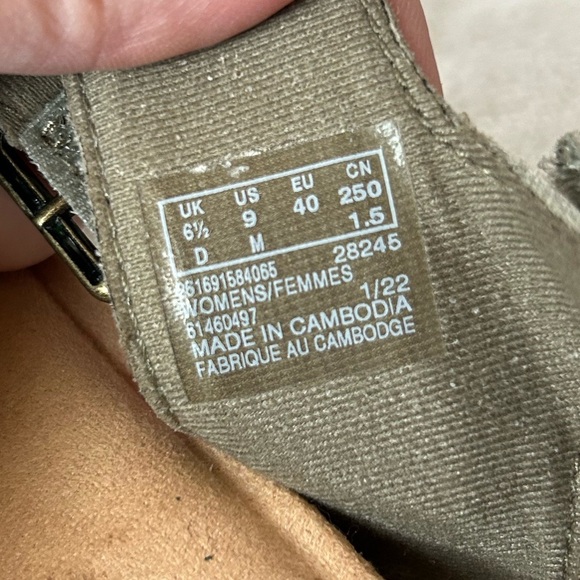 UK US EU CN
6½ 9 40 250
D M 1.5
28245
261691584065
WOMENS/FEMMES
61460497 1/22
MADE IN CAMBODIA
FABRIQUE AU CAMBODGE